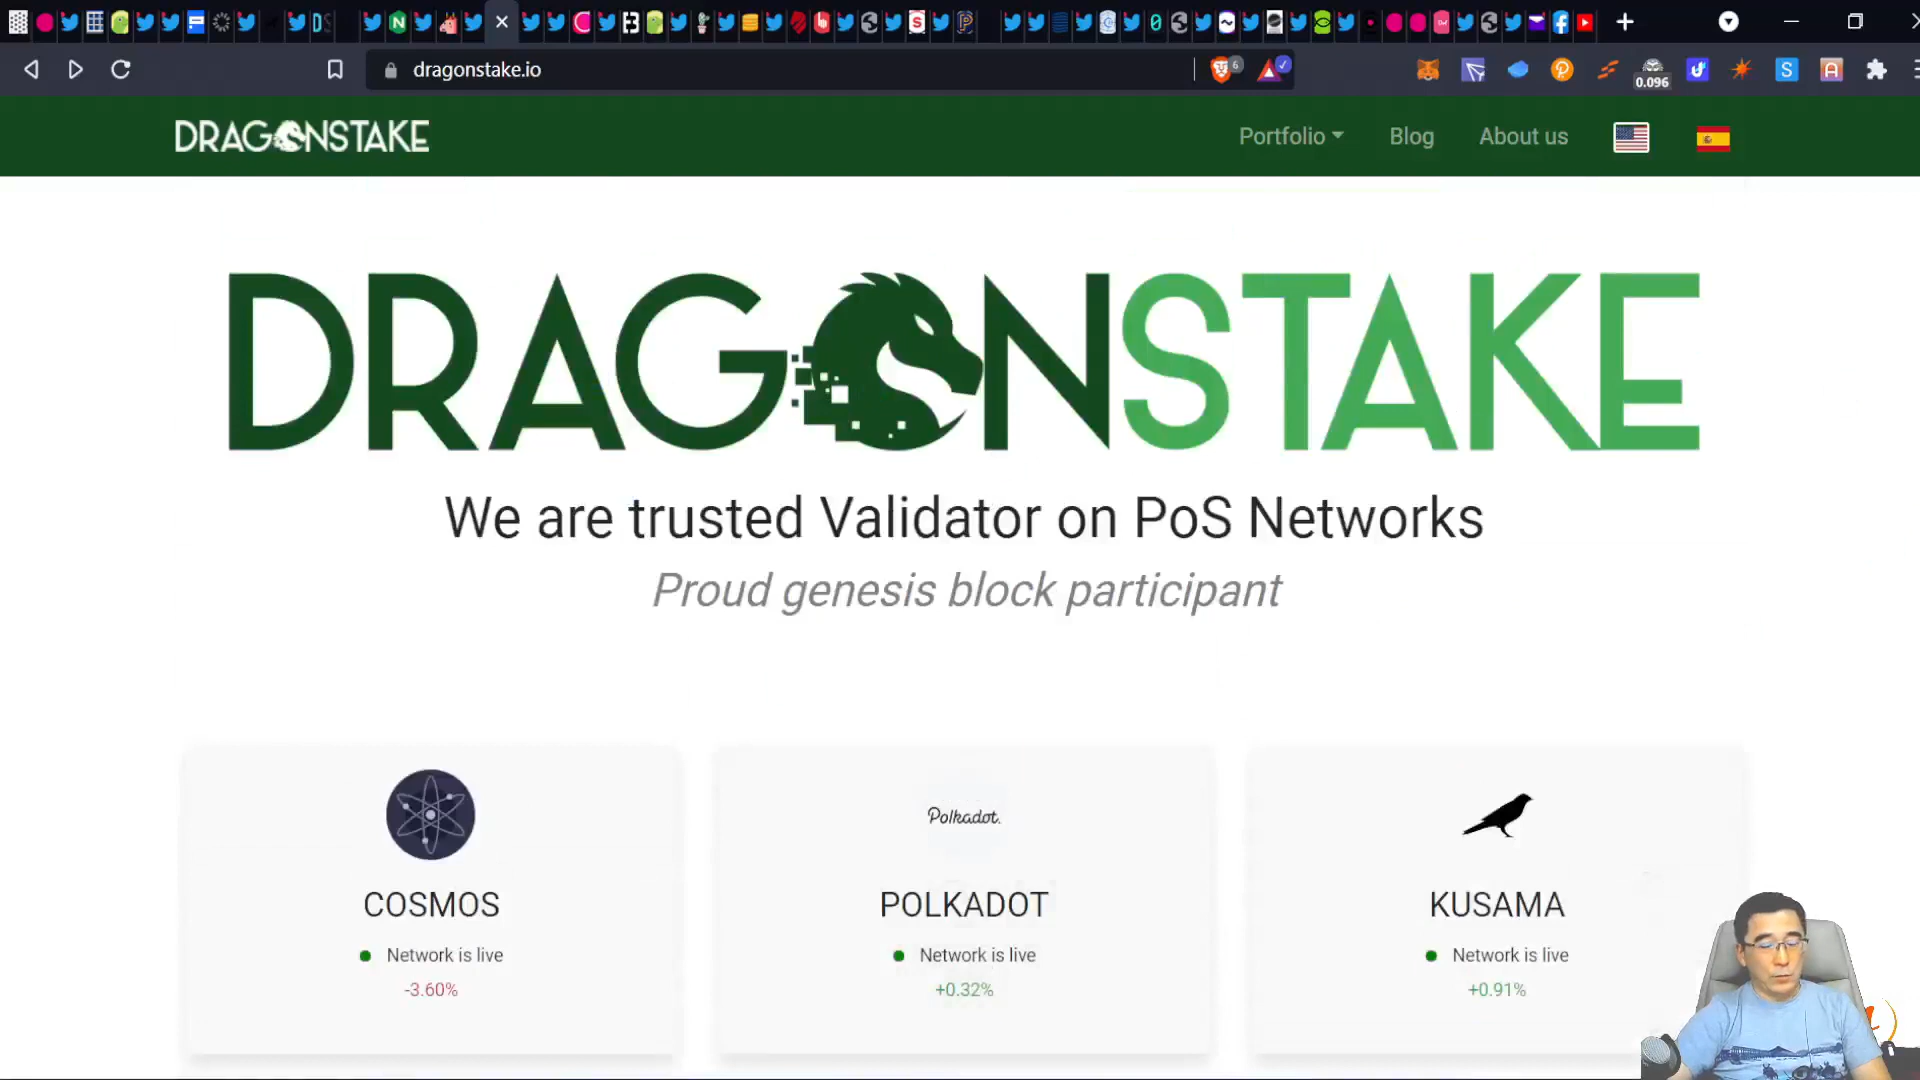 dragonstake.io
6
0.096
DRAGONSTAKE
Portfolio
Blog
About us
DRAGONSTAKE
We are trusted Validator on PoS Networks
Proud genesis block participant
Polkadot.
COSMOS
POLKADOT
KUSAMA
Network is live
Network is live
Network is live
-3.60%
+0.32%
+0.91%